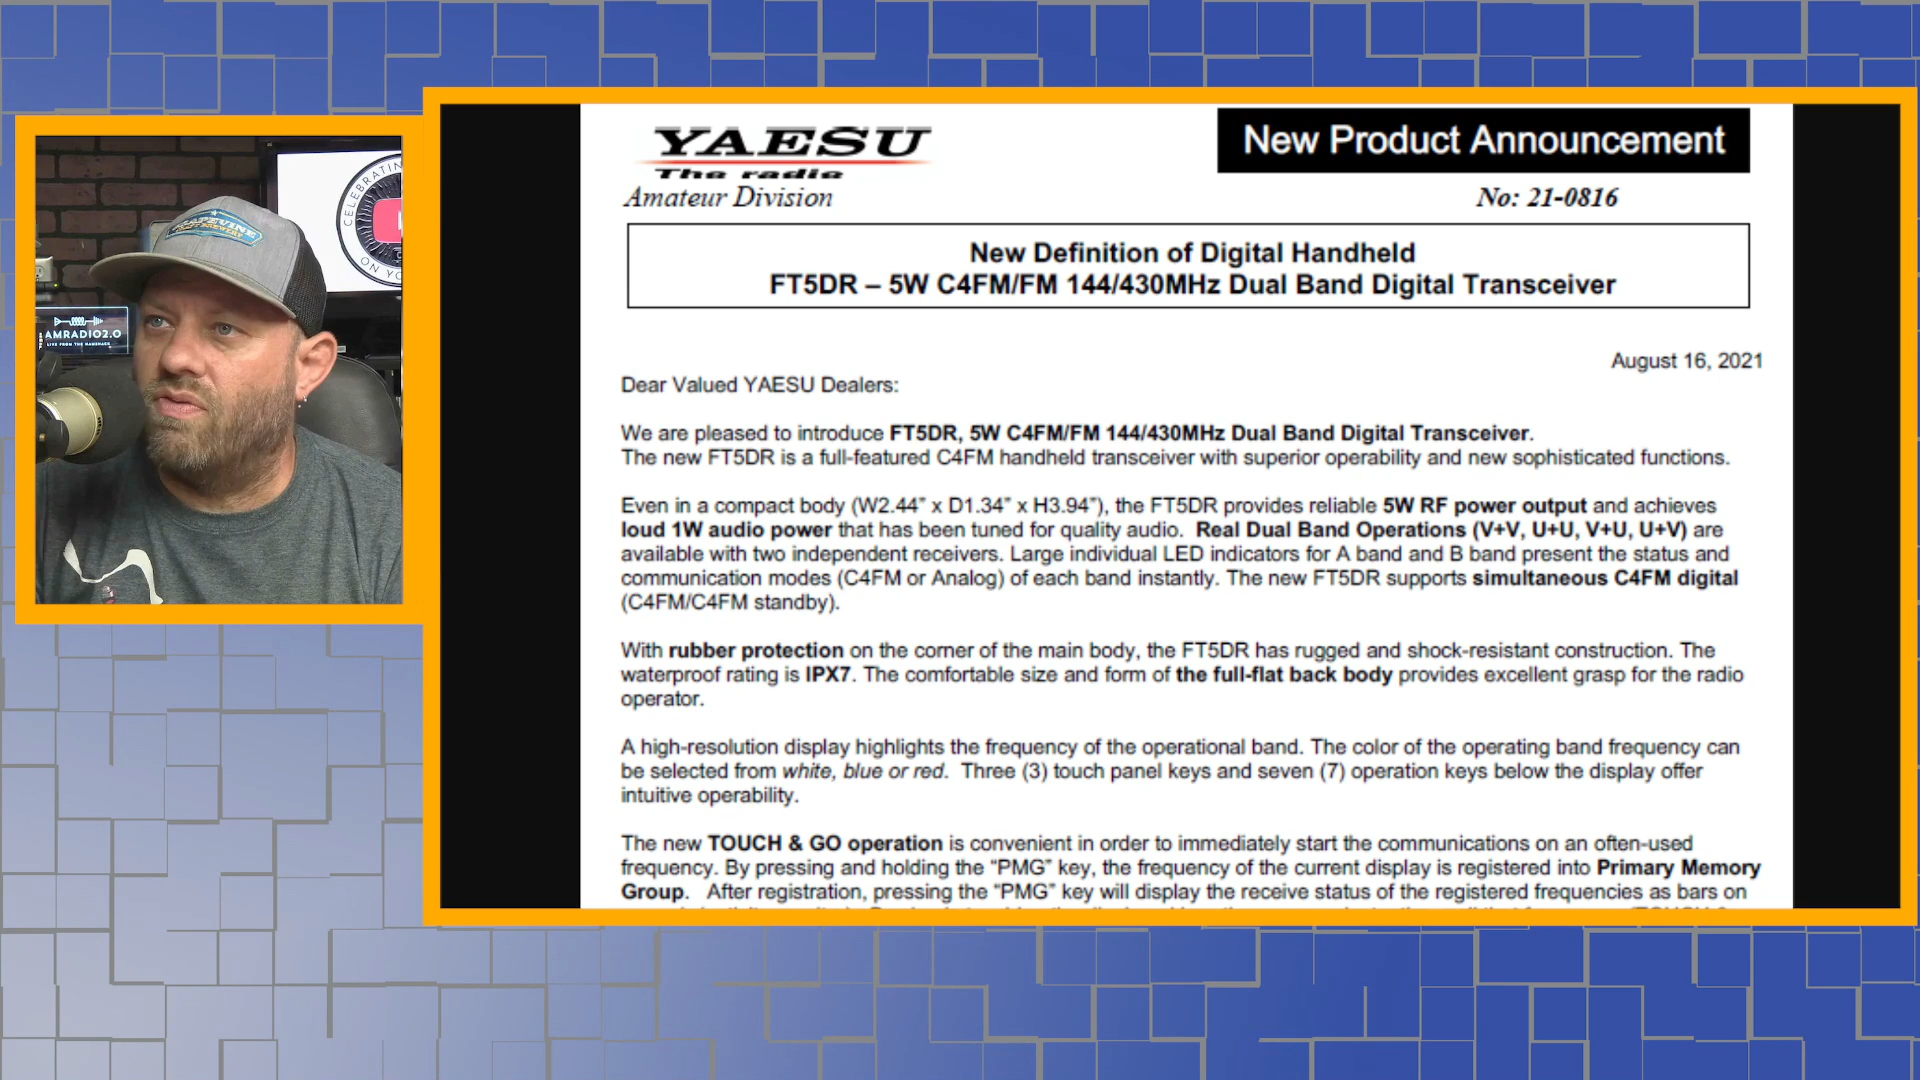 YAESU
The radio
Amateur Division
New Product Announcement
No: 21-0816
New Definition of Digital Handheld
FT5DR – 5W C4FM/FM 144/430MHz Dual Band Digital Transceiver
August 16, 2021
Dear Valued YAESU Dealers:
We are pleased to introduce FT5DR, 5W C4FM/FM 144/430MHz Dual Band Digital Transceiver.
The new FT5DR is a full-featured C4FM handheld transceiver with superior operability and new sophisticated functions.
Even in a compact body (W2.44” x D1.34” x H3.94”), the FT5DR provides reliable 5W RF power output and achieves
loud 1W audio power that has been tuned for quality audio. Real Dual Band Operations (V+V, U+U, V+U, U+V) are
available with two independent receivers. Large individual LED indicators for A band and B band present the status and
communication modes (C4FM or Analog) of each band instantly. The new FT5DR supports simultaneous C4FM digital
(C4FM/C4FM standby).
With rubber protection on the corner of the main body, the FT5DR has rugged and shock-resistant construction. The
waterproof rating is IPX7. The comfortable size and form of the full-flat back body provides excellent grasp for the radio
operator.
A high-resolution display highlights the frequency of the operational band. The color of the operating band frequency can
be selected from white, blue or red. Three (3) touch panel keys and seven (7) operation keys below the display offer
intuitive operability.
The new TOUCH & GO operation is convenient in order to immediately start the communications on an often-used
frequency. By pressing and holding the “PMG” key, the frequency of the current display is registered into Primary Memory
Group. After registration, pressing the “PMG” key will display the receive status of the registered frequencies as bars on
CELEBRATIN
ON YO
GRAPEVINE
CRAFT BREWERY
AMRADIO2.0
LIVE FROM THE HAMSHACK